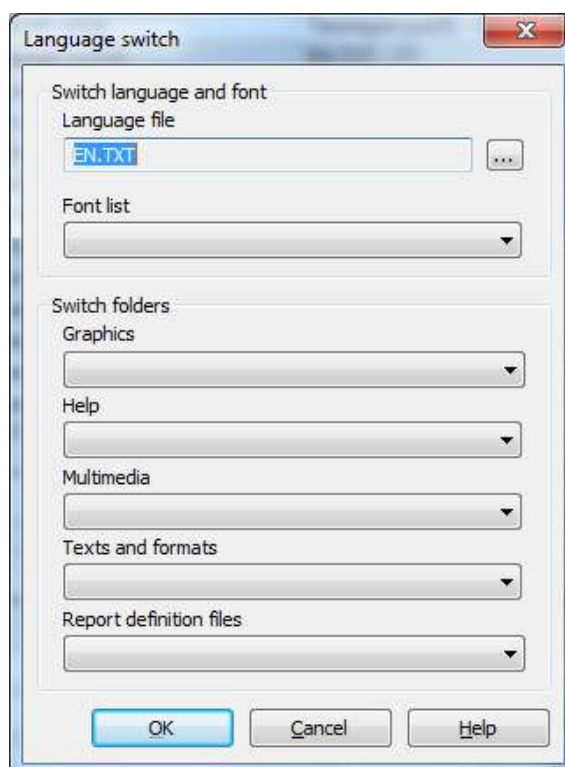 Language switch
Switch language and font
Language file
EN.TXT
...
Font list
Switch folders
Graphics
Help
Multimedia
Texts and formats
Report definition files
OK Cancel Help